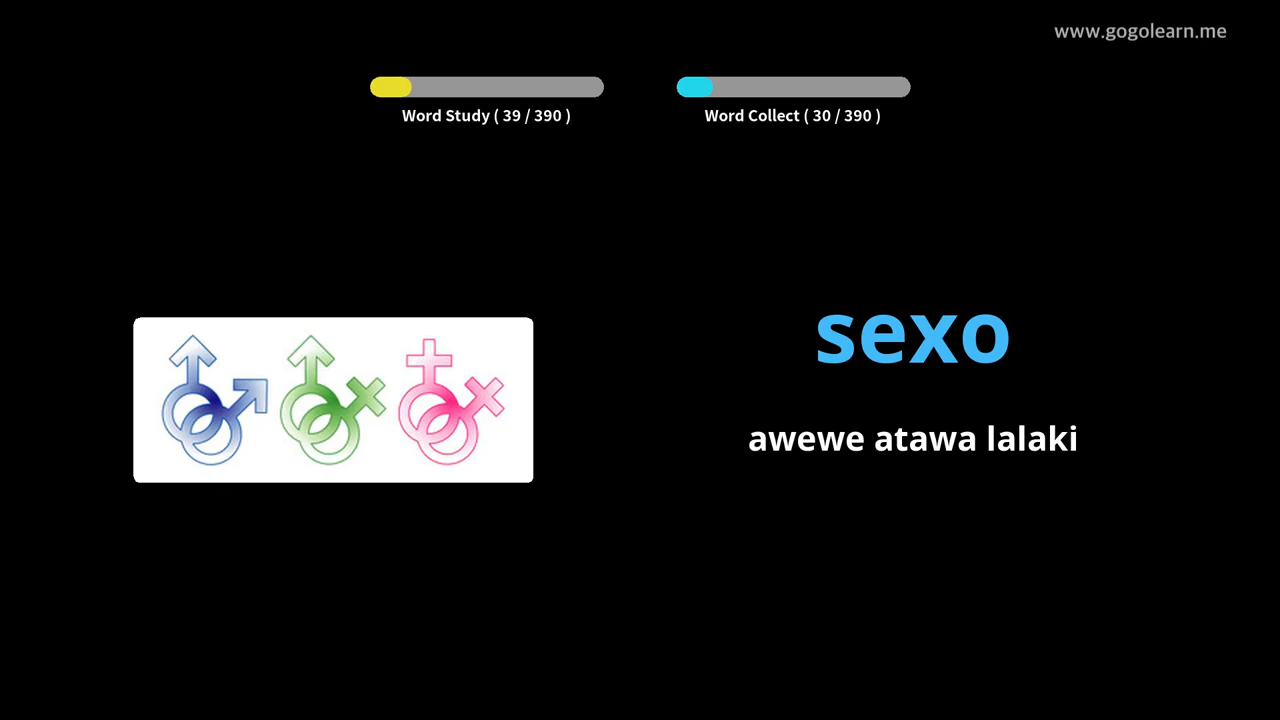 www.gogolearn.me
Word Study ( 39 / 390 )
Word Collect ( 30 / 390 )
sexo
awewe atawa lalaki